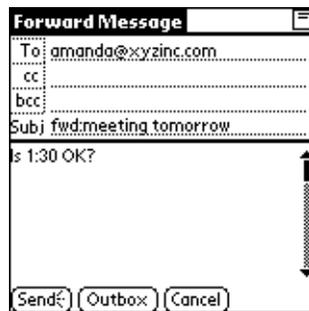 Forward Message
To amanda@xyzinc.com
cc
bcc
Subj fwd:meeting tomorrow
Is 1:30 OK?
Send Outbox Cancel